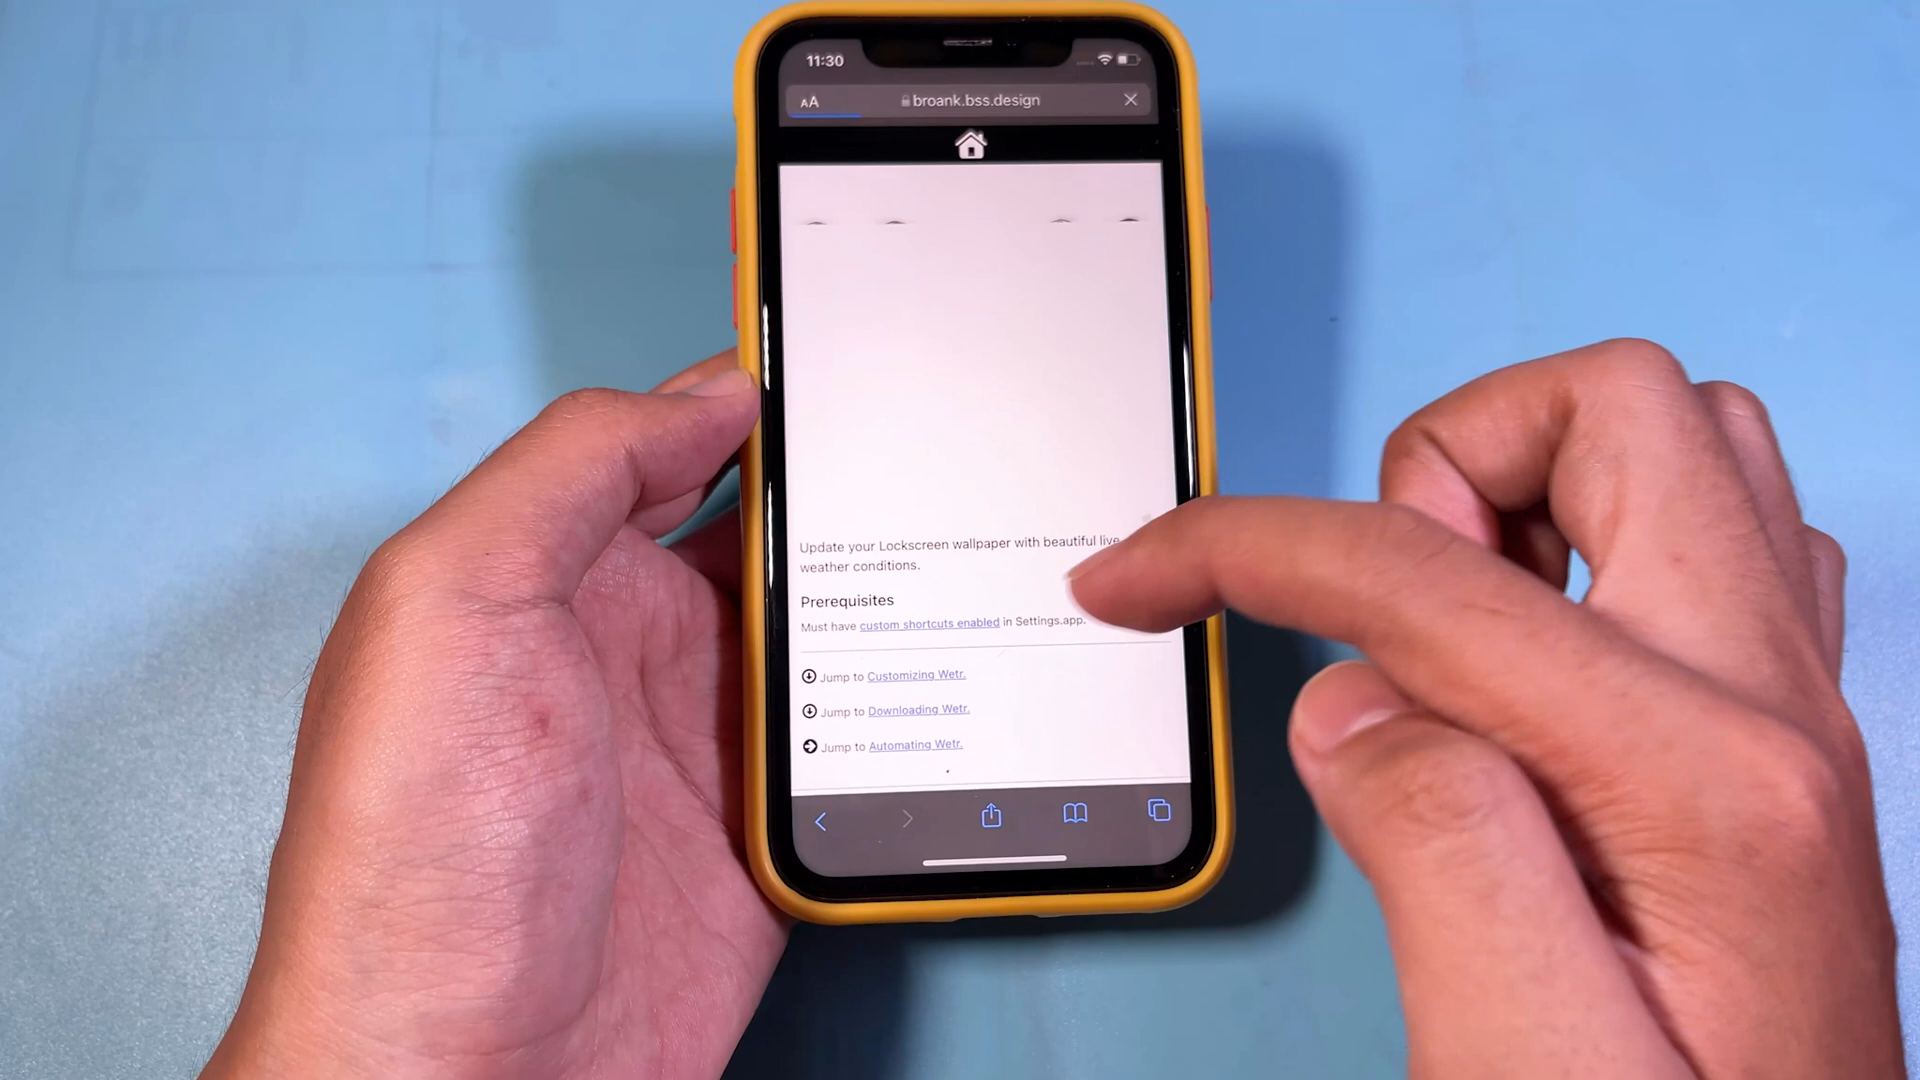 11:30
AA broank.bss.design
Update your Lockscreen wallpaper with beautiful live
weather conditions.
Prerequisites
Must have custom shortcuts enabled in Settings.app.
Jump to Customizing Wetr.
Jump to Downloading Wetr.
Jump to Automating Wetr.